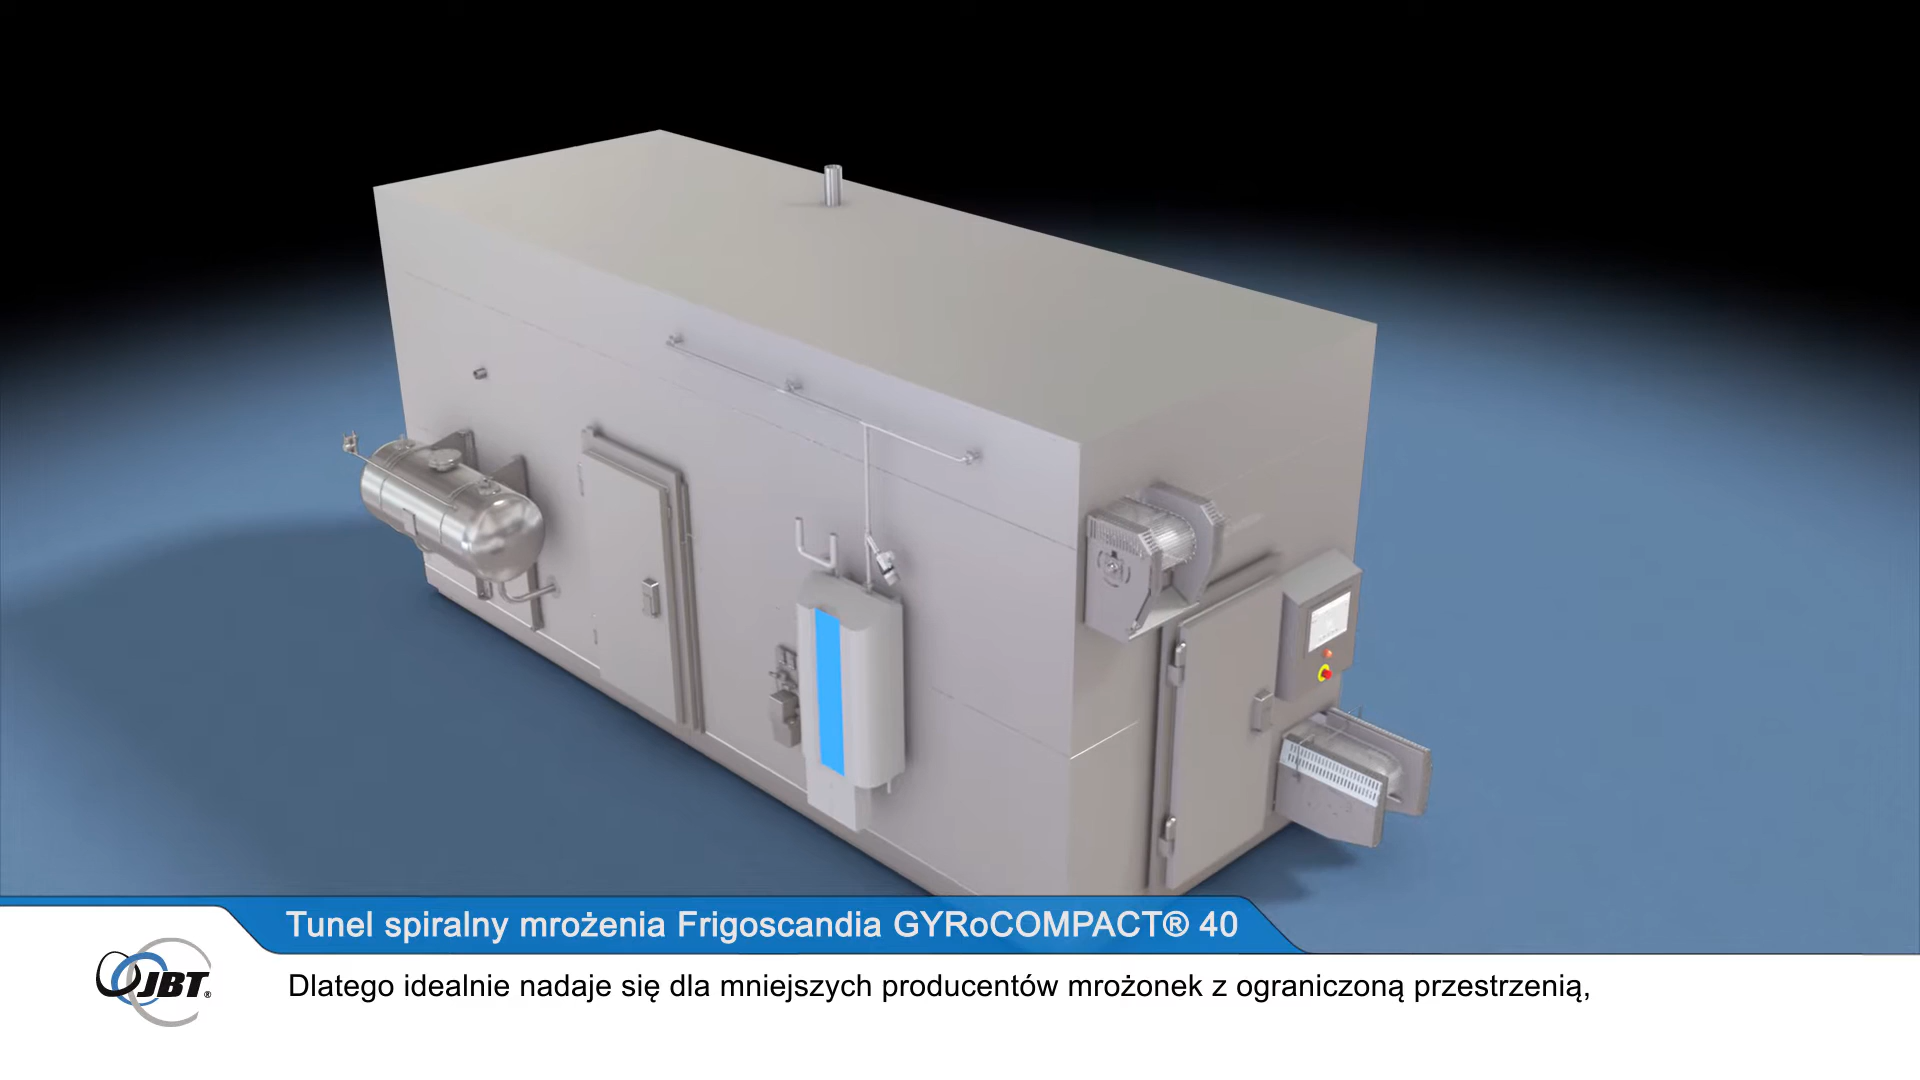 Tunel spiralny mrożenia Frigoscandia GYRoCOMPACT® 40
JBT®
Dlatego idealnie nadaje się dla mniejszych producentów mrożonek z ograniczoną przestrzenią,